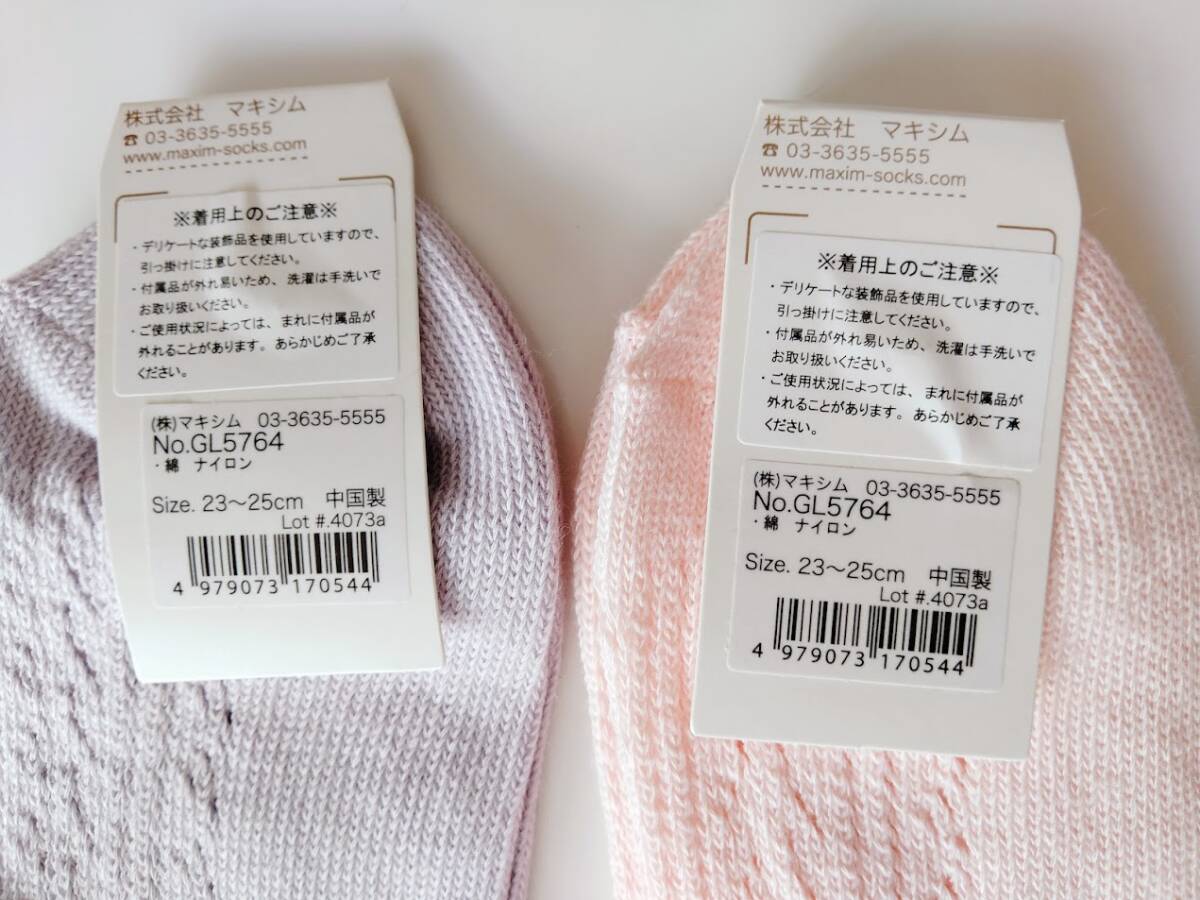 株式会社 マキシム
☎ 03-3635-5555
www.maxim-socks.com
※着用上のご注意※
・デリケートな装飾品を使用していますので、
引っ掛けに注意してください。
・付属品が外れ易いため、洗濯は手洗いで
お取り扱いください。
・ご使用状況によっては、まれに付属品が
外れることがあります。あらかじめご了承
ください。
(株)マキシム 03-3635-5555
No.GL5764
・綿 ナイロン
Size. 23～25cm 中国製
Lot #.4073a
4 979073 170544
株式会社 マキシム
☎ 03-3635-5555
www.maxim-socks.com
※着用上のご注意※
・デリケートな装飾品を使用していますので、
引っ掛けに注意してください。
・付属品が外れ易いため、洗濯は手洗いで
お取り扱いください。
・ご使用状況によっては、まれに付属品が
外れることがあります。あらかじめご了承
ください。
(株)マキシム 03-3635-5555
No.GL5764
・綿 ナイロン
Size. 23～25cm 中国製
Lot #.4073a
4 979073 170544